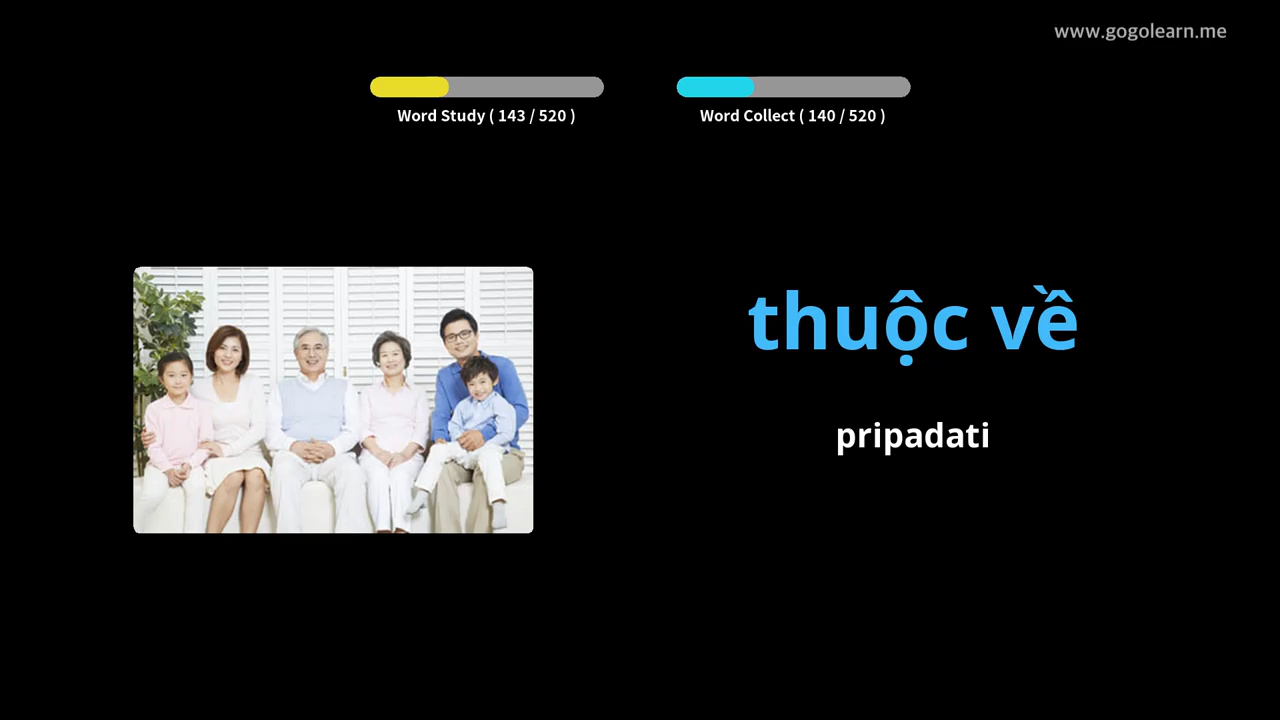 www.gogolearn.me
Word Study ( 143 / 520 )
Word Collect ( 140 / 520 )
thuộc về
pripadati